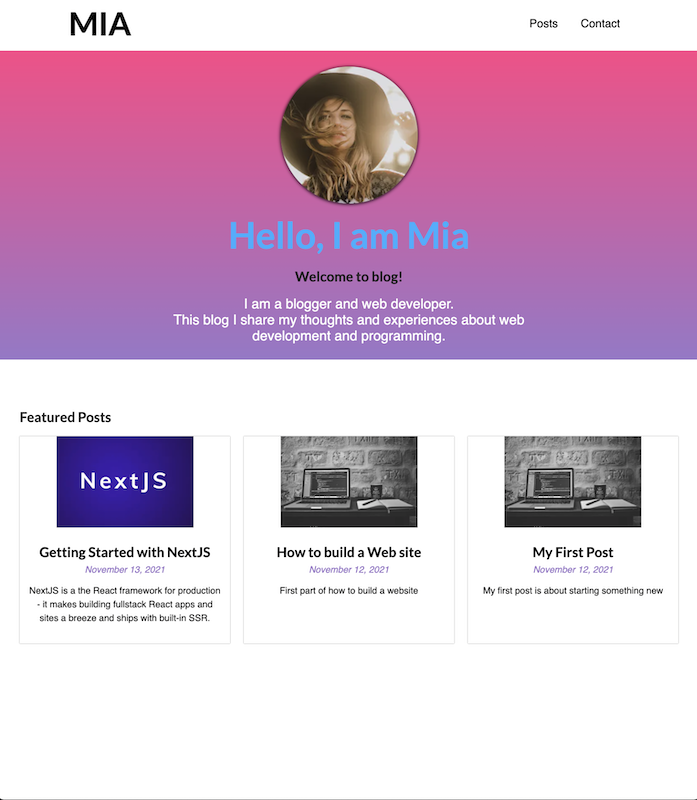 MIA
Posts
Contact
Hello, I am Mia
Welcome to blog!
I am a blogger and web developer.
This blog I share my thoughts and experiences about web
development and programming.
Featured Posts
NextJS
Getting Started with NextJS
November 13, 2021
NextJS is a the React framework for production
- it makes building fullstack React apps and
sites a breeze and ships with built-in SSR.
How to build a Web site
November 12, 2021
First part of how to build a website
My First Post
November 12, 2021
My first post is about starting something new